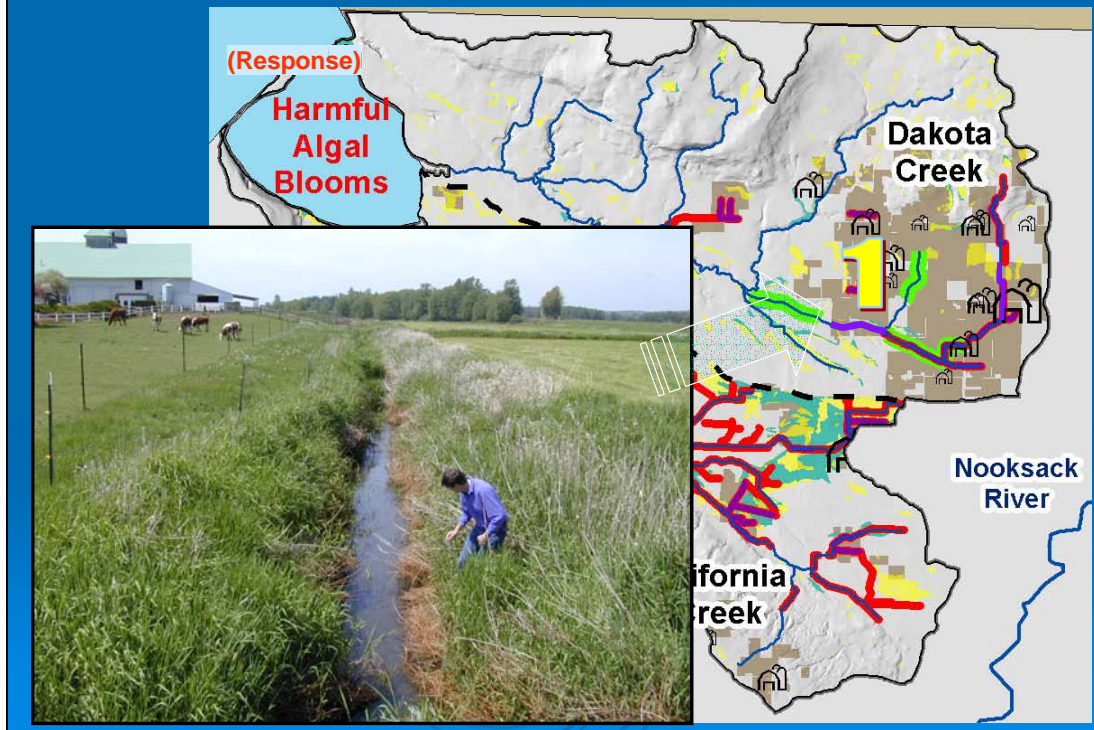 (Response)
Harmful
Algal
Blooms
Dakota
Creek
1
Nooksack
River
ifornia
reek